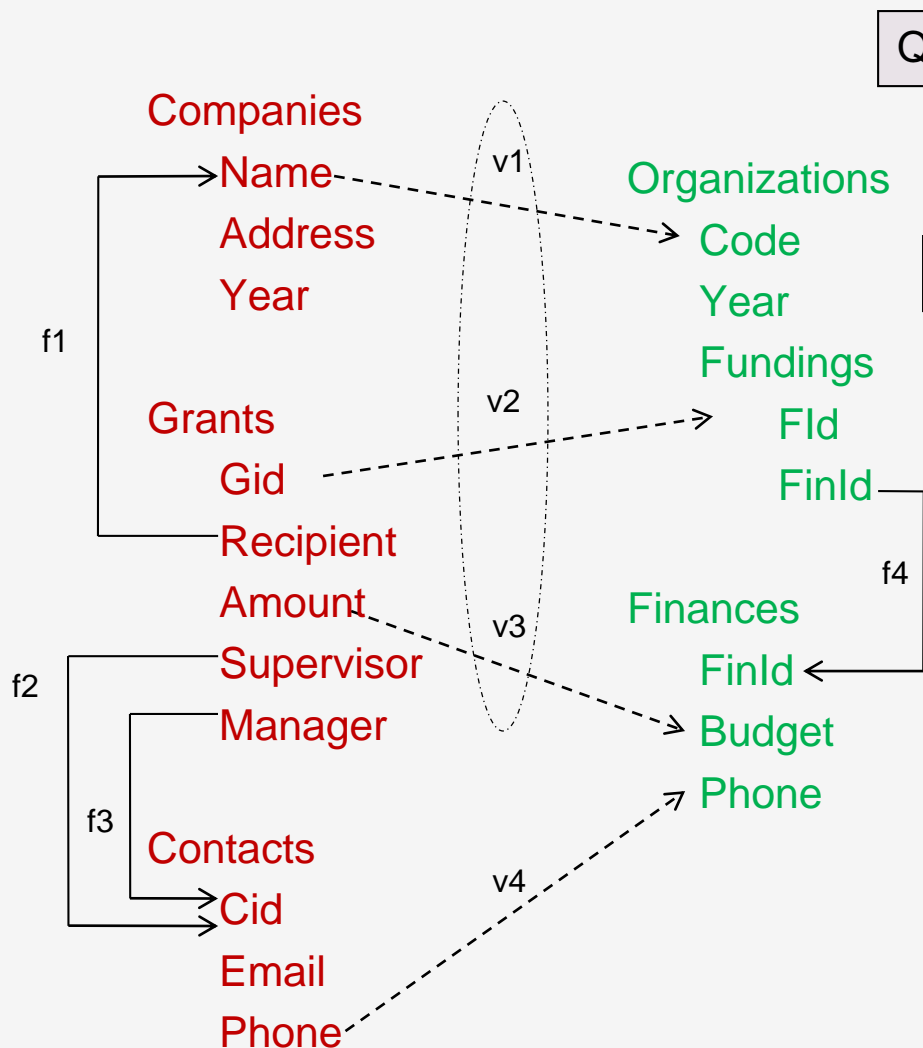 Q
Companies
Name
Address
Year
Grants
Gid
Recipient
Amount
Supervisor
Manager
Contacts
Cid
Email
Phone
f1
f2
f3
v1
v2
v3
v4
Organizations
Code
Year
Fundings
FId
FinId
Finances
FinId
Budget
Phone
f4